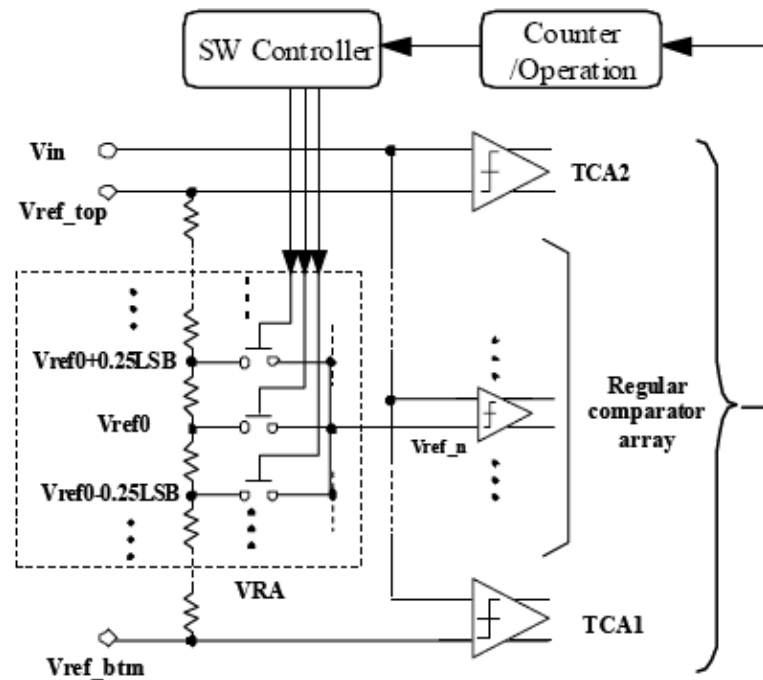 SW Controller
Counter
/Operation
Vin
TCA2
Vref_top
Vref0+0.25LSB
Vref0
Vref_n
Regular
comparator
array
Vref0-0.25LSB
VRA
TCA1
Vref_btm